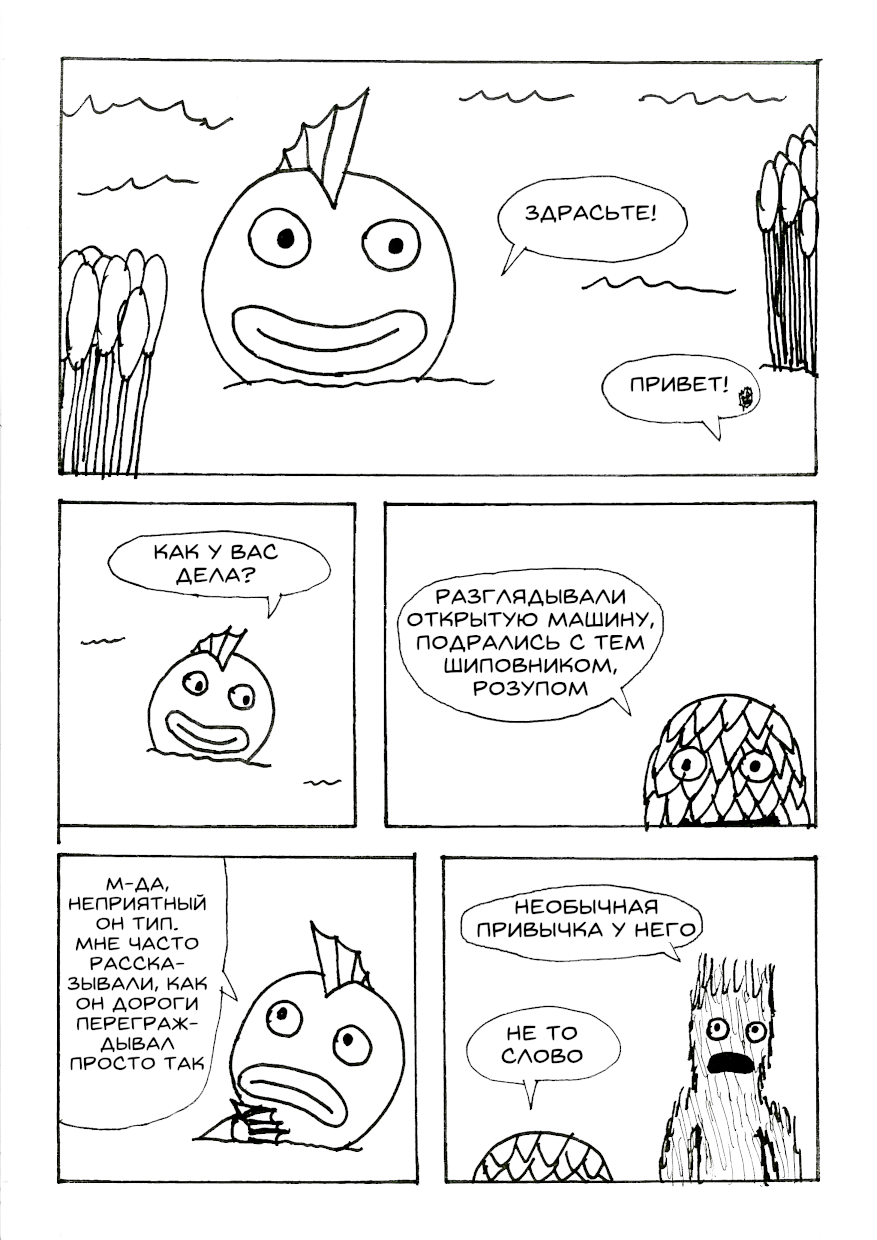 ЗДРАСЬТЕ!
ПРИВЕТ!
КАК У ВАС
ДЕЛА?
РАЗГЛЯДЫВАЛИ
ОТКРЫТУЮ МАШИНУ,
ПОДРАЛИСЬ С ТЕМ
ШИПОВНИКОМ,
РОЗУПОМ
М-ДА,
НЕПРИЯТНЫЙ
ОН ТИП.
МНЕ ЧАСТО
РАССКА-
ЗЫВАЛИ, КАК
ОН ДОРОГИ
ПЕРЕГРАЖ-
ДЫВАЛ
ПРОСТО ТАК
НЕОБЫЧНАЯ
ПРИВЫЧКА У НЕГО
НЕ ТО
СЛОВО